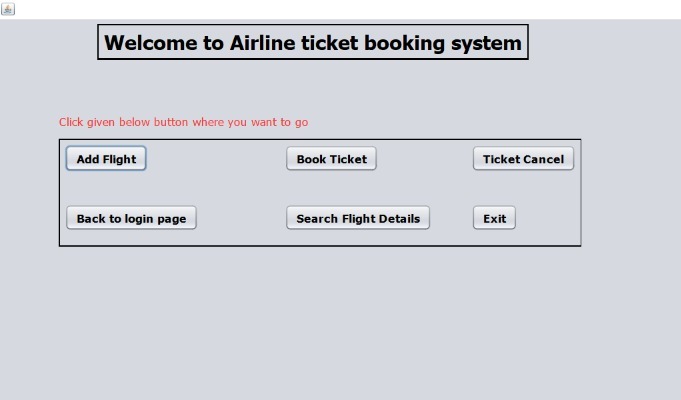 Welcome to Airline ticket booking system
Click given below button where you want to go
Add Flight
Book Ticket
Ticket Cancel
Back to login page
Search Flight Details
Exit